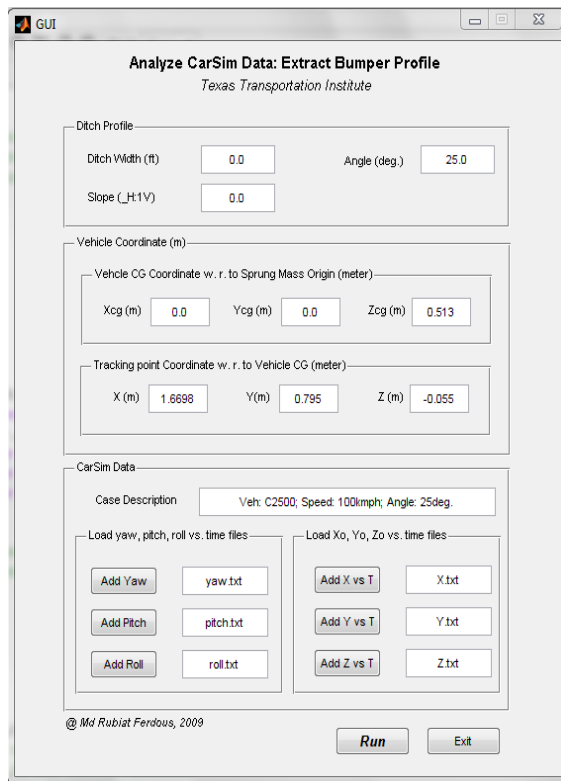 GUI
Analyze CarSim Data: Extract Bumper Profile
Texas Transportation Institute
Ditch Profile
Ditch Width (ft) 0.0 Angle (deg.) 25.0
Slope (_H:1V) 0.0
Vehicle Coordinate (m)
Vehcle CG Coordinate w. r. to Sprung Mass Origin (meter)
Xcg (m) 0.0 Ycg (m) 0.0 Zcg (m) 0.513
Tracking point Coordinate w. r. to Vehicle CG (meter)
X (m) 1.6698 Y(m) 0.795 Z (m) -0.055
CarSim Data
Case Description Veh: C2500; Speed: 100kmph; Angle: 25deg.
Load yaw, pitch, roll vs. time files
Add Yaw yaw.txt
Add Pitch pitch.txt
Add Roll roll.txt
Load Xo, Yo, Zo vs. time files
Add X vs T X.txt
Add Y vs T Y.txt
Add Z vs T Z.txt
@ Md Rubiat Ferdous, 2009
Run Exit